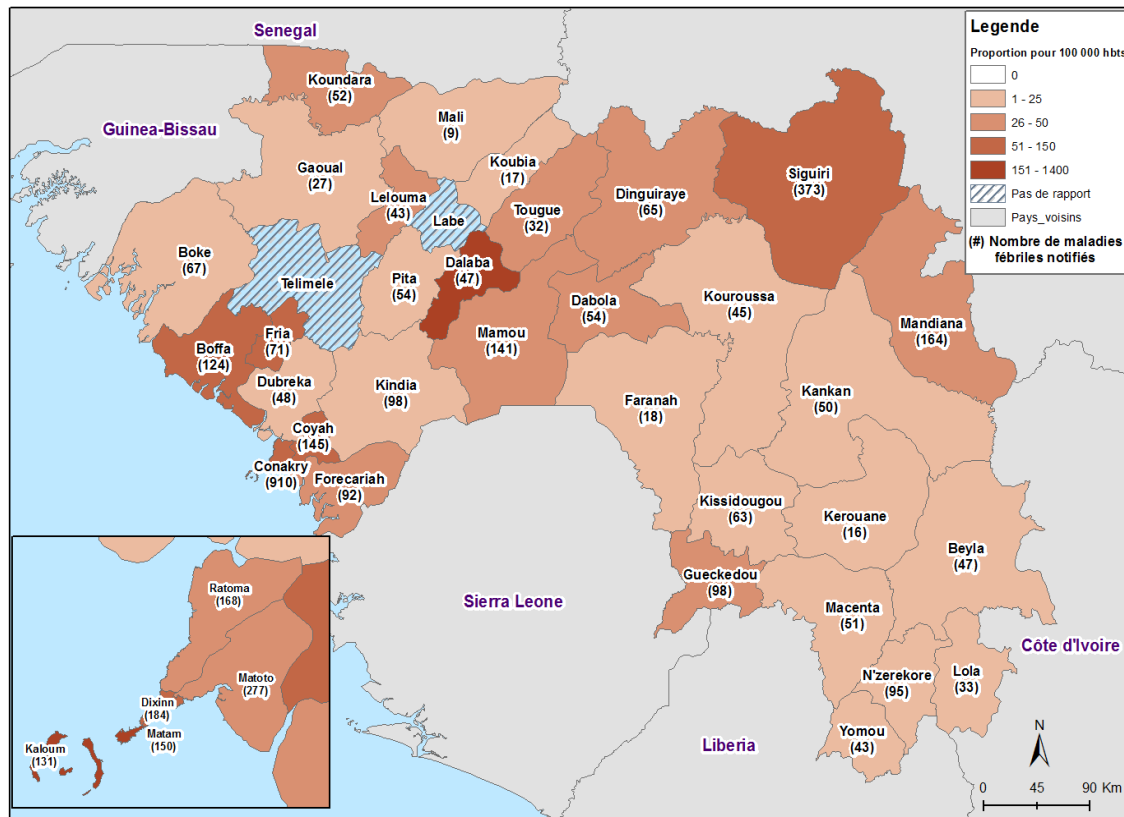 Senegal
Legende
Proportion pour 100 000 hbts
0
1 - 25
26 - 50
51 - 150
151 - 1400
Pas de rapport
Pays_voisins
(#) Nombre de maladies
fébriles notifiés
Koundara
(52)
Mali
(9)
Guinea-Bissau
Gaoual
(27)
Koubia
(17)
Siguiri
(373)
Lelouma
(43)
Labe
Tougue
(32)
Dinguiraye
(65)
Boke
(67)
Telimele
Pita
(54)
Dalaba
(47)
Dabola
(54)
Kouroussa
(45)
Mandiana
(164)
Fria
(71)
Boffa
(124)
Mamou
(141)
Dubreka
(48)
Kindia
(98)
Faranah
(18)
Kankan
(50)
Coyah
(145)
Conakry
(910)
Forecariah
(92)
Kissidougou
(63)
Kerouane
(16)
Beyla
(47)
Gueckedou
(98)
Sierra Leone
Macenta
(51)
Côte d'Ivoire
N'zerekore
(95)
Lola
(33)
Yomou
(43)
Liberia
Ratoma
(168)
Matoto
(277)
Dixinn
(184)
Matam
(150)
Kaloum
(131)
N
0 45 90 Km